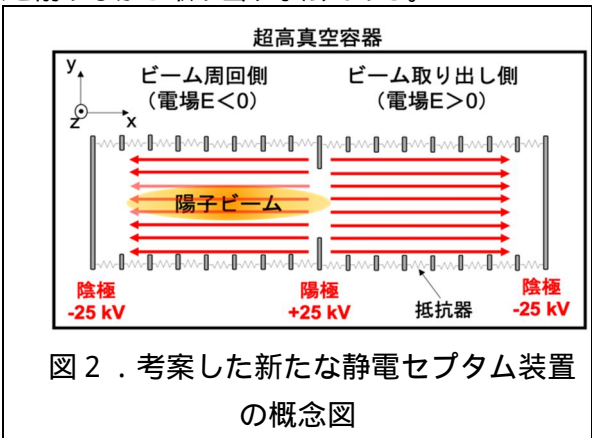 超高真空容器
ビーム周回側
（電場E＜0）
ビーム取り出し側
（電場E＞0）
y
z
x
陽子ビーム
陰極
-25 kV
陽極
+25 kV
抵抗器
陰極
-25 kV
図２．考案した新たな静電セプタム装置
の概念図